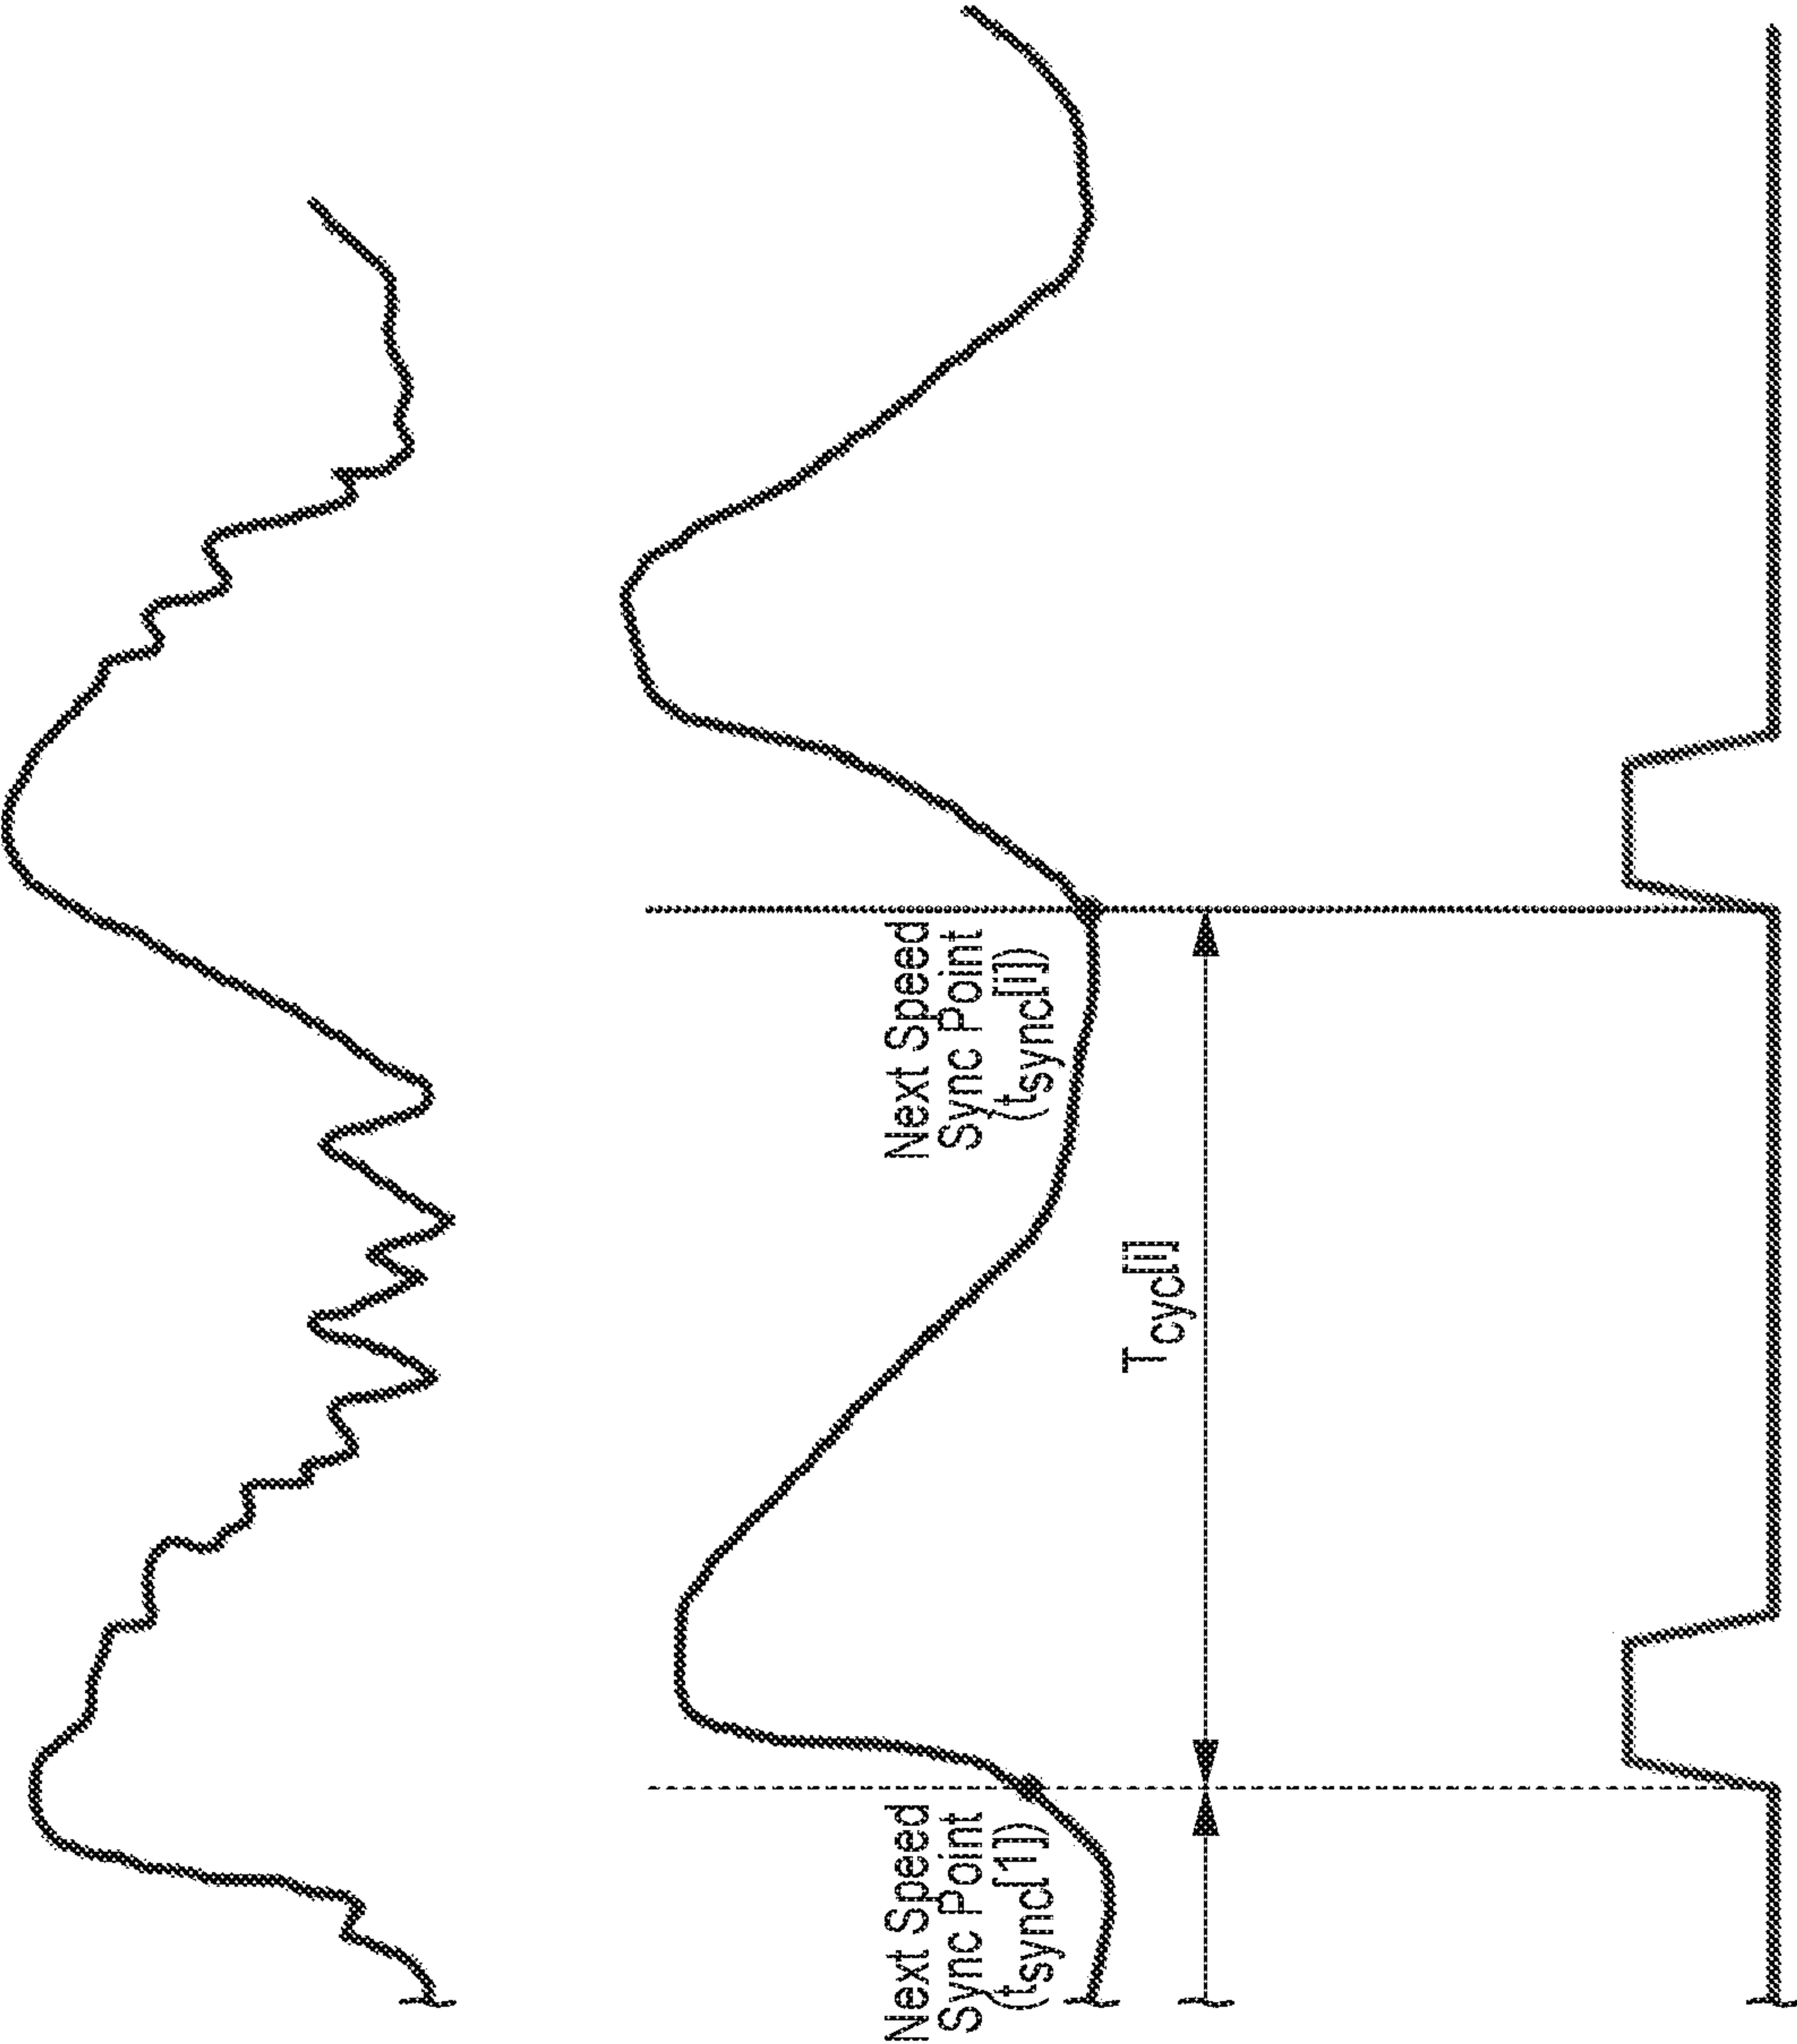 Next Speed
Sync Point
(tsync[1])
Tcyc[i]
Next Speed
Sync Point
(tsync[i])